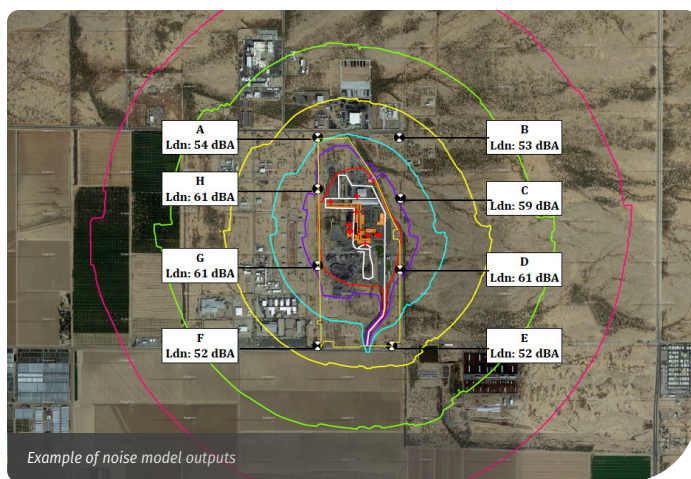 A
Ldn: 54 dBA
B
Ldn: 53 dBA
H
Ldn: 61 dBA
C
Ldn: 59 dBA
G
Ldn: 61 dBA
D
Ldn: 61 dBA
F
Ldn: 52 dBA
E
Ldn: 52 dBA
Example of noise model outputs